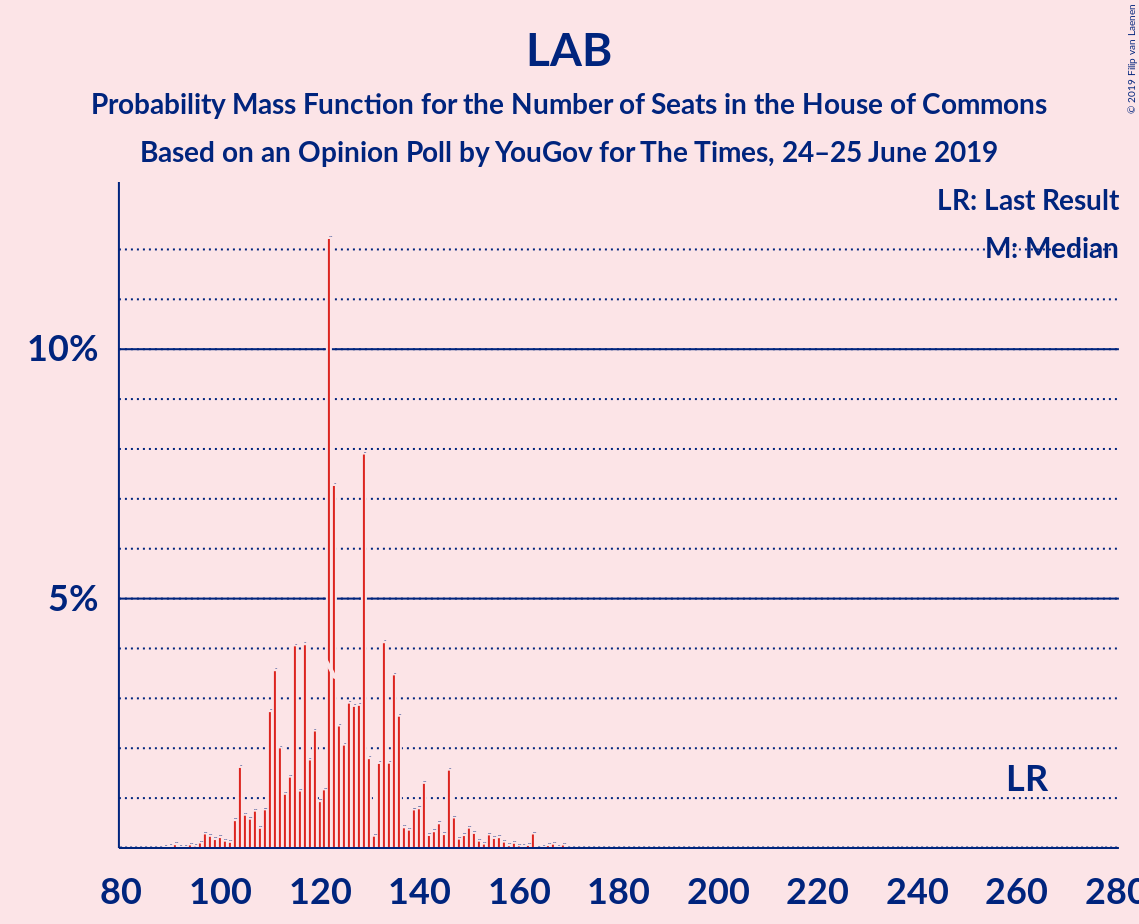 LAB
Probability Mass Function for the Number of Seats in the House of Commons
Based on an Opinion Poll by YouGov for The Times, 24–25 June 2019
© 2019 Filip van Laenen
LR: Last Result
M: Median
10%
5%
LR
80 100 120 140 160 180 200 220 240 260 280